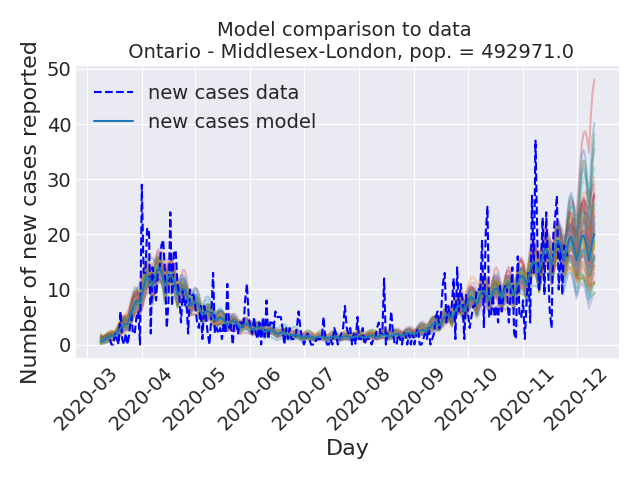 Model comparison to data
Ontario - Middlesex-London, pop. = 492971.0
Number of new cases reported
50
40
30
20
10
0
new cases data
new cases model
2020-03
2020-04
2020-05
2020-06
2020-07
2020-08
2020-09
2020-10
2020-11
2020-12
Day